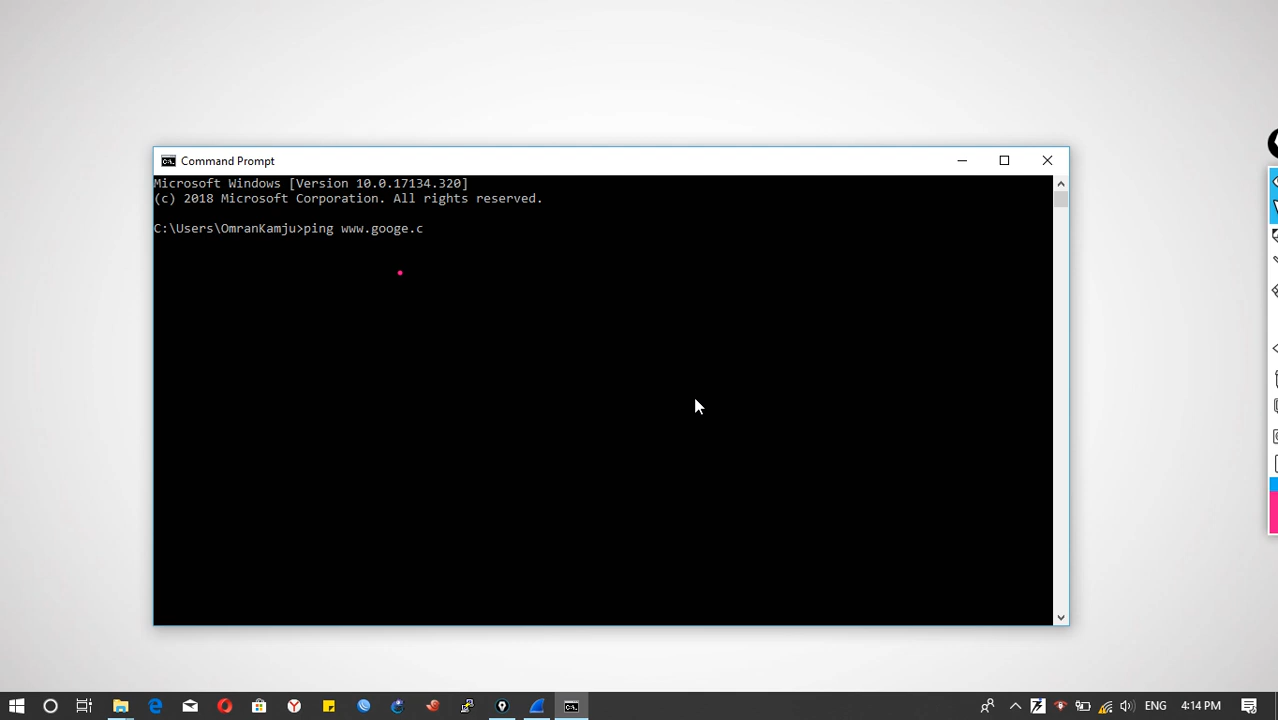 Command Prompt
Microsoft Windows [Version 10.0.17134.320]
(c) 2018 Microsoft Corporation. All rights reserved.
C:\Users\OmranKamju>ping www.googe.c
ENG
4:14 PM